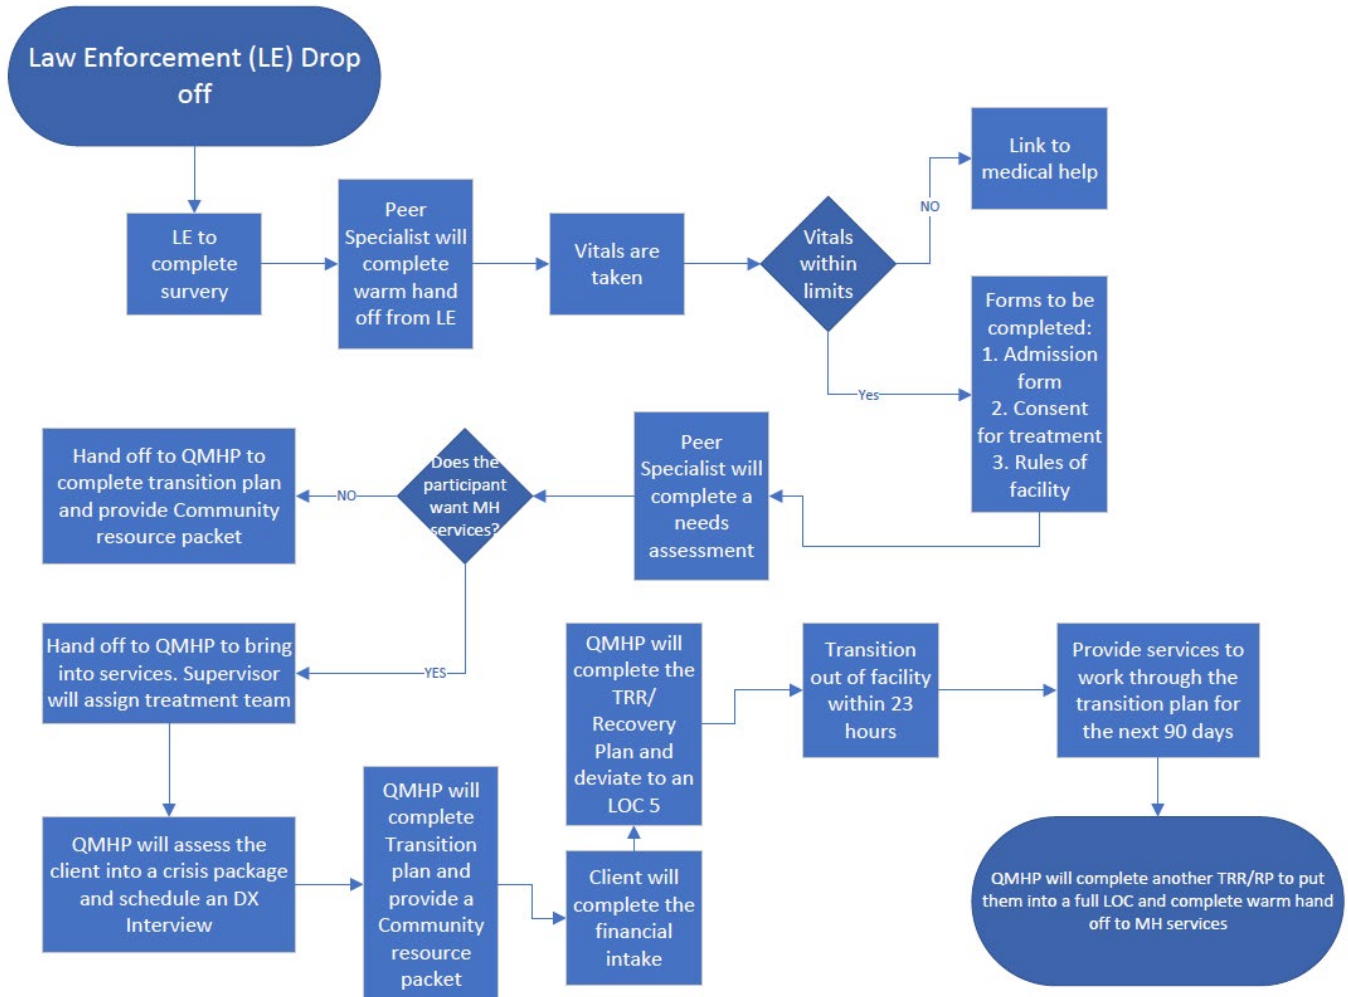 Law Enforcement (LE) Drop
off
LE to
complete
survery
Peer
Specialist will
complete
warm hand
off from LE
Vitals are
taken
Vitals
within
limits
NO
Link to
medical help
Yes
Forms to be
completed:
1. Admission
form
2. Consent
for treatment
3. Rules of
facility
Peer
Specialist will
complete a
needs
assessment
Does the
participant
want MH
services?
NO
Hand off to QMHP to
complete transition plan
and provide Community
resource packet
YES
Hand off to QMHP to bring
into services. Supervisor
will assign treatment team
QMHP will assess the
client into a crisis package
and schedule an DX
Interview
QMHP will
complete
Transition
plan and
provide a
Community
resource
packet
Client will
complete the
financial
intake
QMHP will
complete the
TRR/
Recovery
Plan and
deviate to an
LOC 5
Transition
out of facility
within 23
hours
Provide services to
work through the
transition plan for
the next 90 days
QMHP will complete another TRR/RP to put
them into a full LOC and complete warm hand
off to MH services